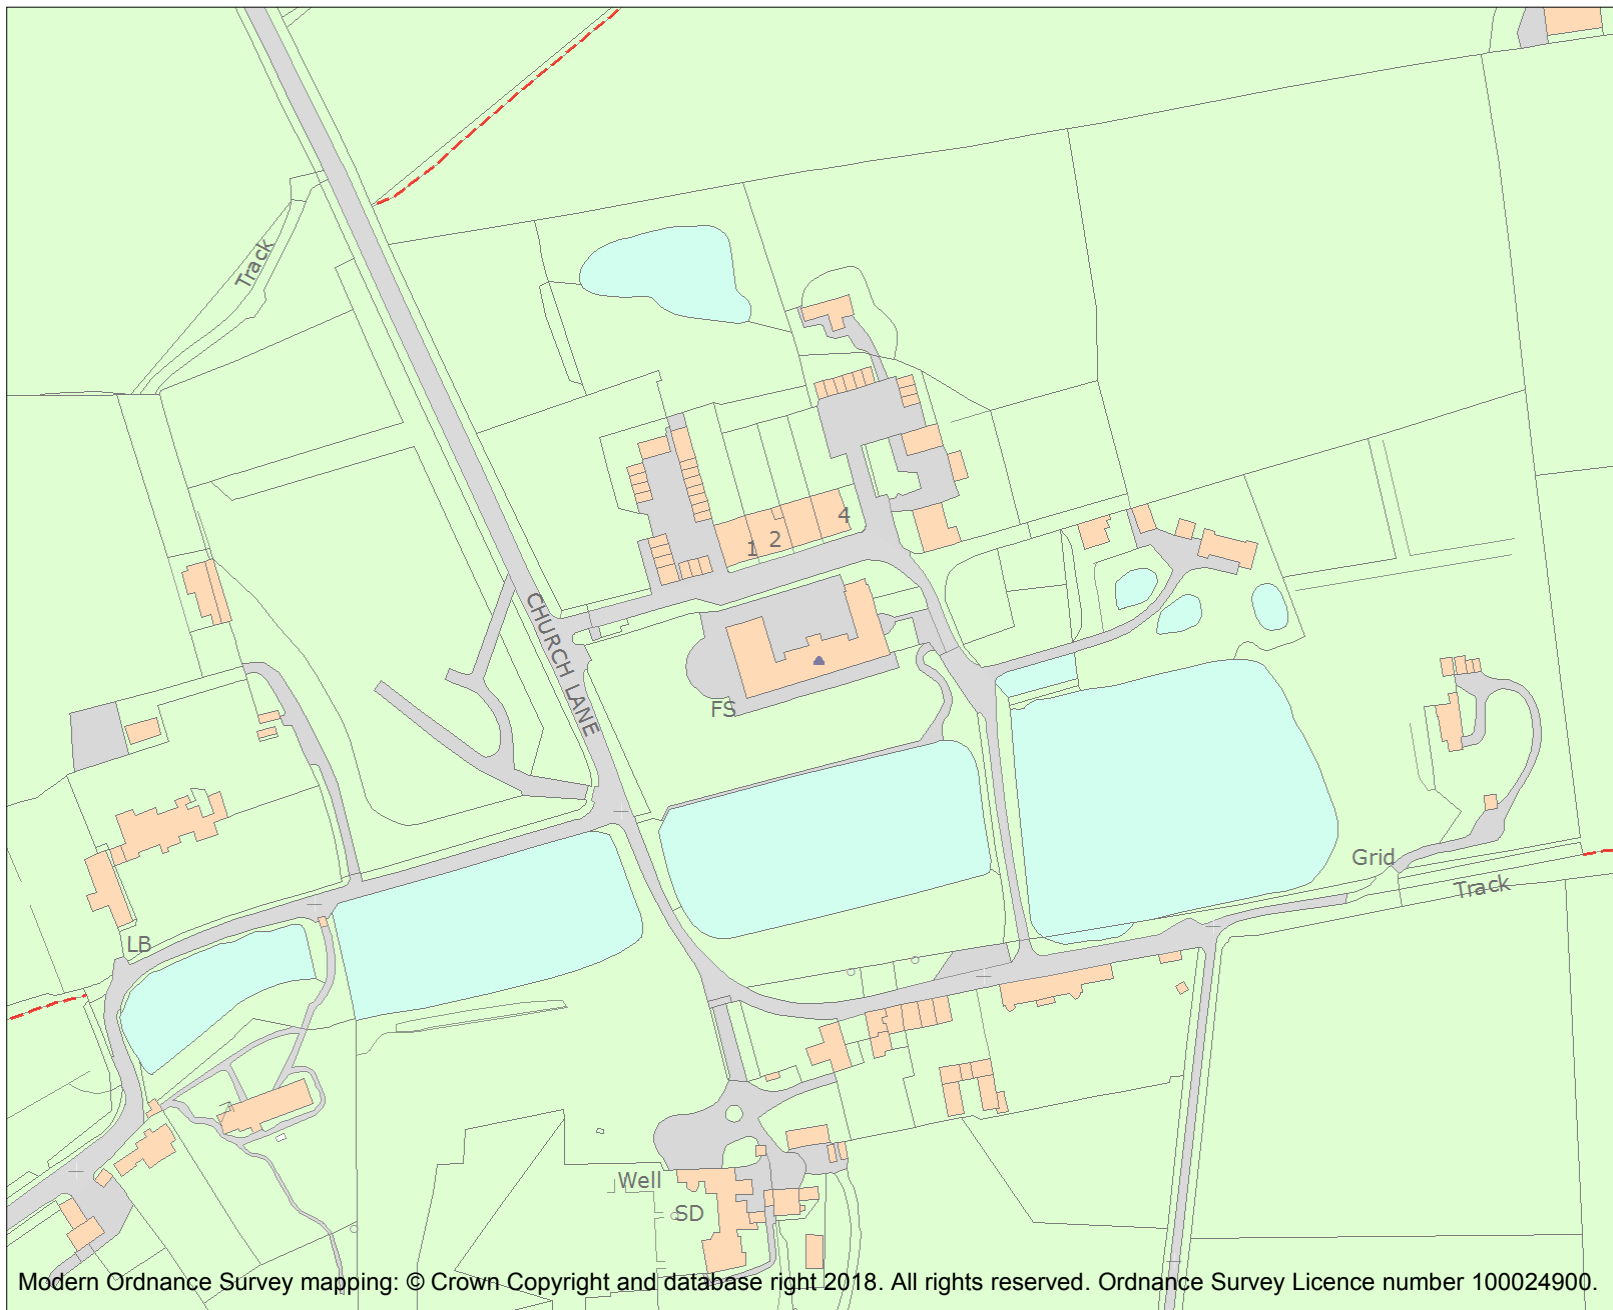 Track
4
2
1
CHURCH LANE
FS
Grid
Track
LB
3
Well
SD
Modern Ordnance Survey mapping: © Crown Copyright and database right 2018. All rights reserved. Ordnance Survey Licence number 100024900.